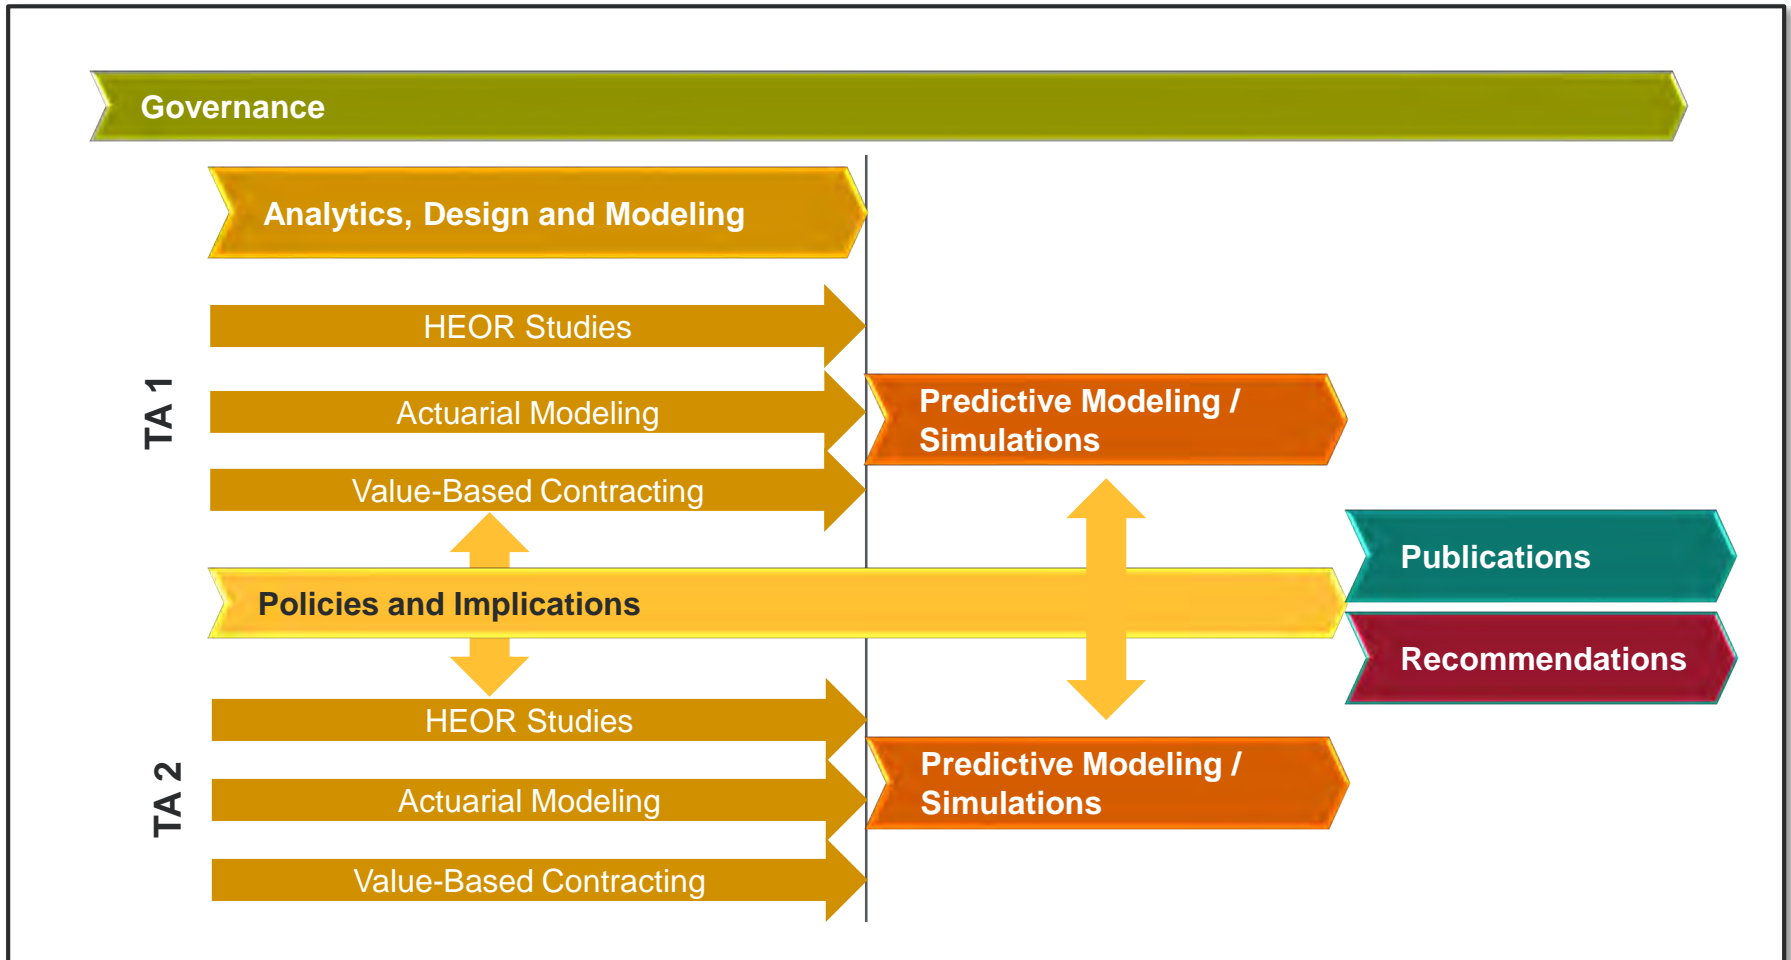 Governance
Analytics, Design and Modeling
TA 1
HEOR Studies
Actuarial Modeling
Value-Based Contracting
Predictive Modeling /
Simulations
Policies and Implications
Publications
Recommendations
TA 2
HEOR Studies
Actuarial Modeling
Value-Based Contracting
Predictive Modeling /
Simulations